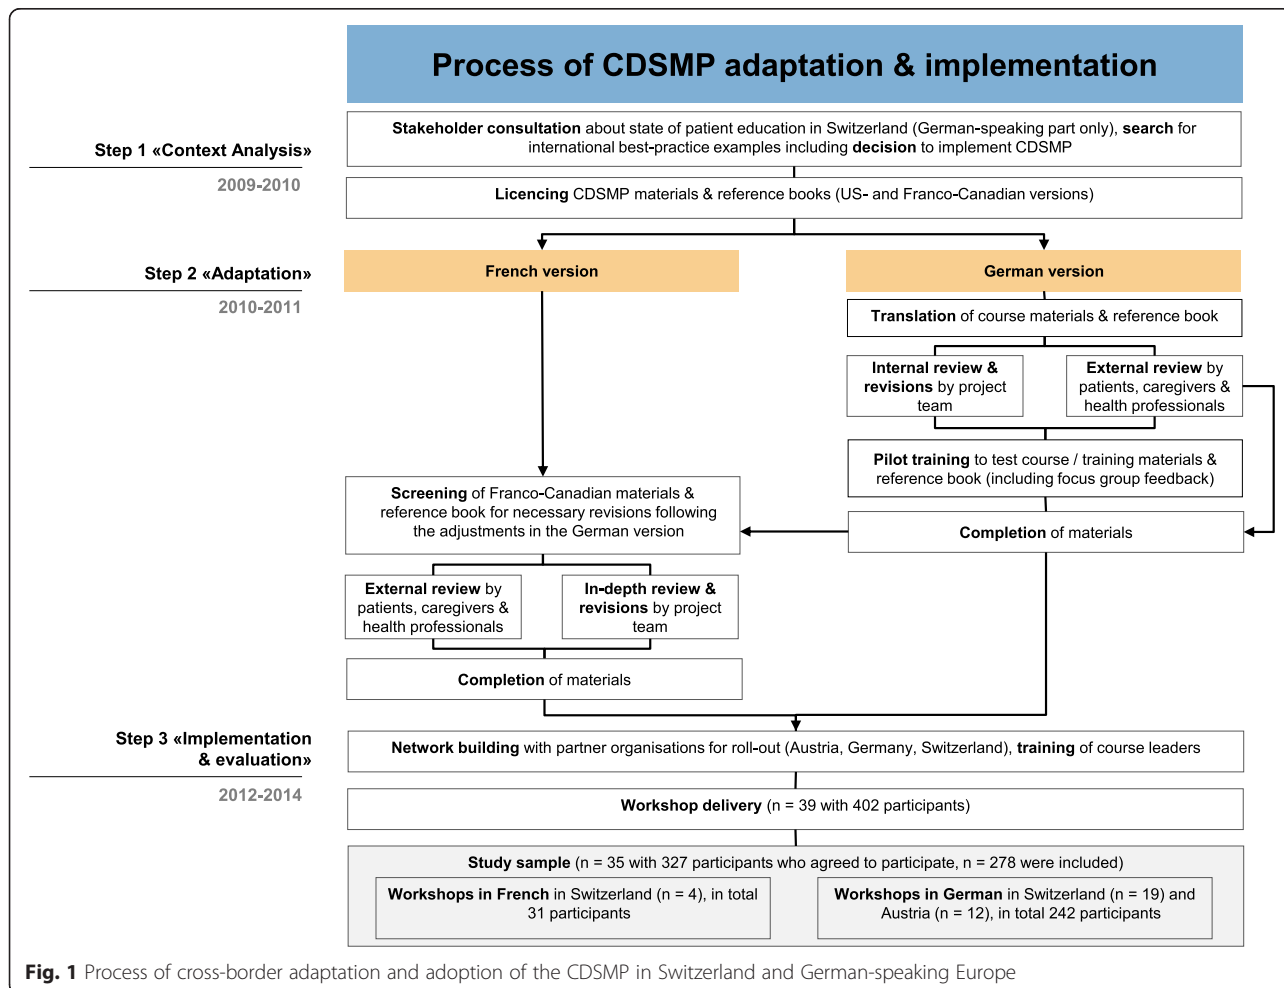 Process of CDSMP adaptation & implementation
Step 1 «Context Analysis»
2009-2010
Stakeholder consultation about state of patient education in Switzerland (German-speaking part only), search for
international best-practice examples including decision to implement CDSMP
Licencing CDSMP materials & reference books (US- and Franco-Canadian versions)
Step 2 «Adaptation»
2010-2011
French version
German version
Translation of course materials & reference book
Internal review &
revisions by project
team
External review by
patients, caregivers &
health professionals
Pilot training to test course / training materials &
reference book (including focus group feedback)
Screening of Franco-Canadian materials &
reference book for necessary revisions following
the adjustments in the German version
Completion of materials
External review by
patients, caregivers &
health professionals
In-depth review &
revisions by project
team
Completion of materials
Step 3 «Implementation
& evaluation»
2012-2014
Network building with partner organisations for roll-out (Austria, Germany, Switzerland), training of course leaders
Workshop delivery (n = 39 with 402 participants)
Study sample (n = 35 with 327 participants who agreed to participate, n = 278 were included)
Workshops in French in Switzerland (n = 4), in total
31 participants
Workshops in German in Switzerland (n = 19) and
Austria (n = 12), in total 242 participants
Fig. 1 Process of cross-border adaptation and adoption of the CDSMP in Switzerland and German-speaking Europe